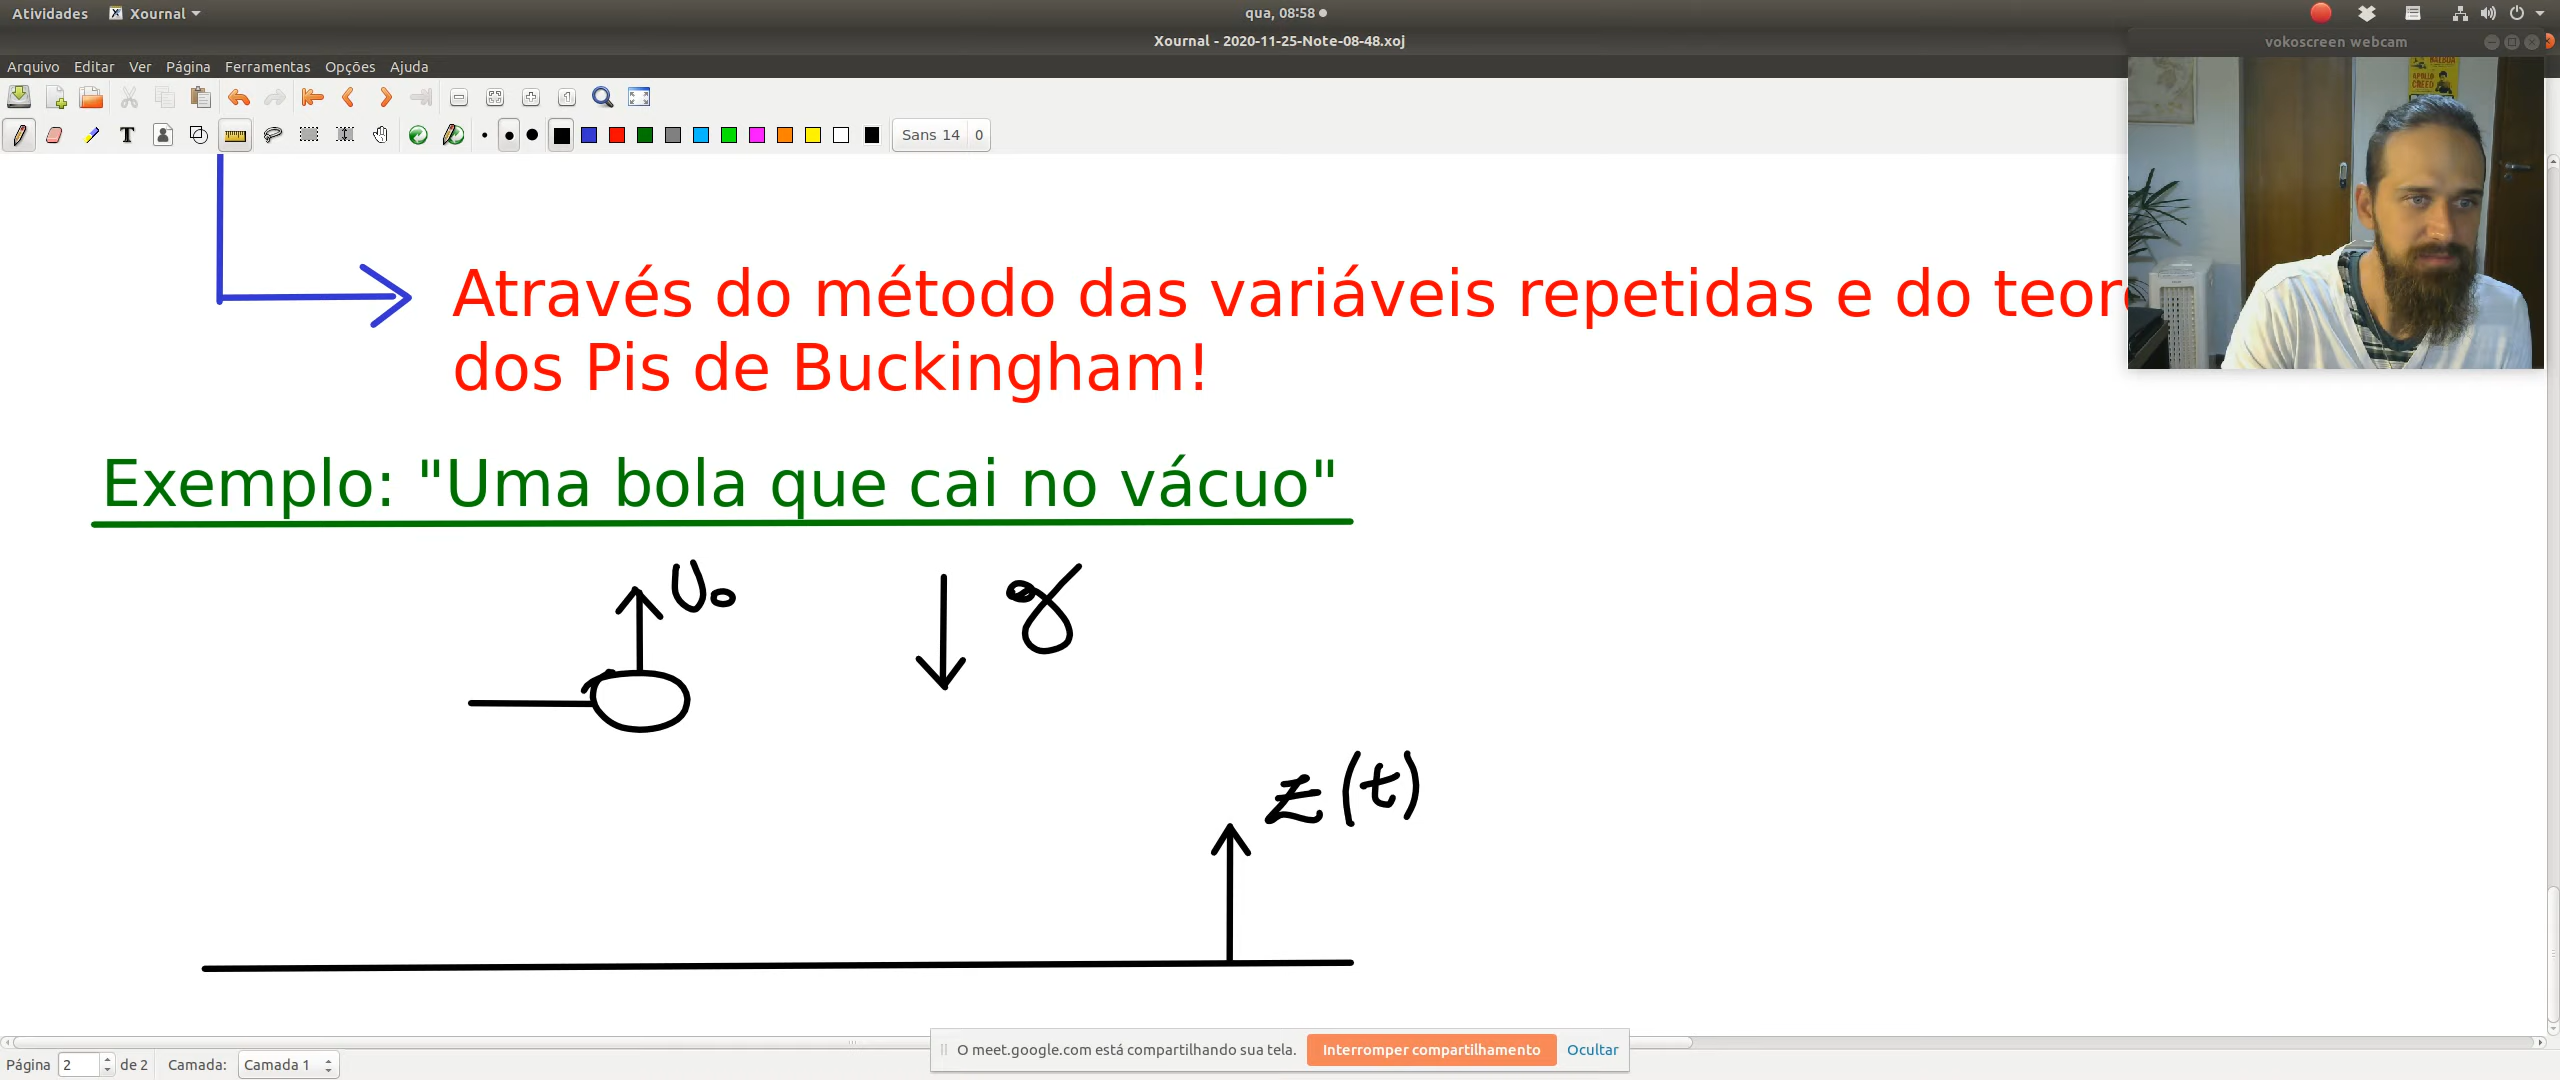 Atividades Xournal qua, 08:58
Xournal - 2020-11-25-Note-08-48.xoj
vokoscreen webcam
Arquivo Editar Ver Página Ferramentas Opções Ajuda
APOLLO
CREED
Sans 14 0
Através do método das variáveis repetidas e do teor
dos Pis de Buckingham!
Exemplo: "Uma bola que cai no vácuo"
U₀
g
z(t)
O meet.google.com está compartilhando sua tela. Interromper compartilhamento Ocultar
Página 2 de 2 Camada: Camada 1